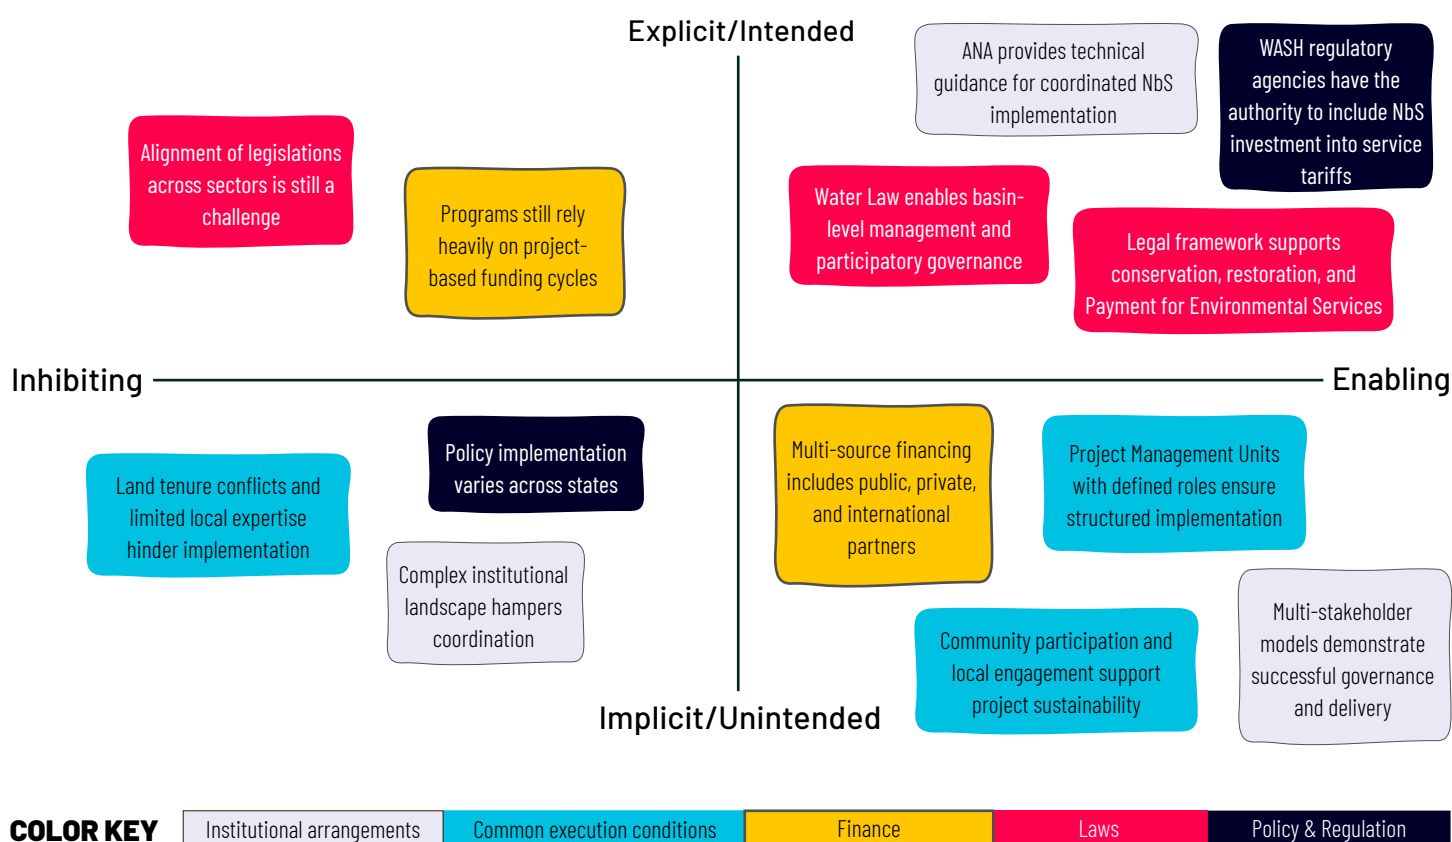 Explicit/Intended
ANA provides technical
guidance for coordinated NbS
implementation
WASH regulatory
agencies have the
authority to include NbS
investment into service
tariffs
Alignment of legislations
across sectors is still a
challenge
Programs still rely
heavily on project-
based funding cycles
Water Law enables basin-
level management and
participatory governance
Legal framework supports
conservation, restoration, and
Payment for Environmental Services
Inhibiting
Enabling
Land tenure conflicts and
limited local expertise
hinder implementation
Policy implementation
varies across states
Complex institutional
landscape hampers
coordination
Multi-source financing
includes public, private,
and international
partners
Project Management Units
with defined roles ensure
structured implementation
Community participation and
local engagement support
project sustainability
Multi-stakeholder
models demonstrate
successful governance
and delivery
Implicit/Unintended
COLOR KEY
Institutional arrangements
Common execution conditions
Finance
Laws
Policy & Regulation